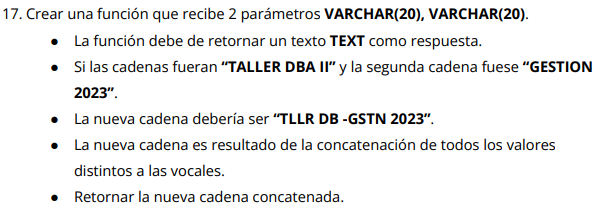 17. Crear una función que recibe 2 parámetros VARCHAR(20), VARCHAR(20).
● La función debe de retornar un texto TEXT como respuesta.
● Si las cadenas fueran “TALLER DBA II” y la segunda cadena fuese “GESTION
2023”.
● La nueva cadena debería ser “TLLR DB -GSTN 2023”.
● La nueva cadena es resultado de la concatenación de todos los valores
distintos a las vocales.
● Retornar la nueva cadena concatenada.